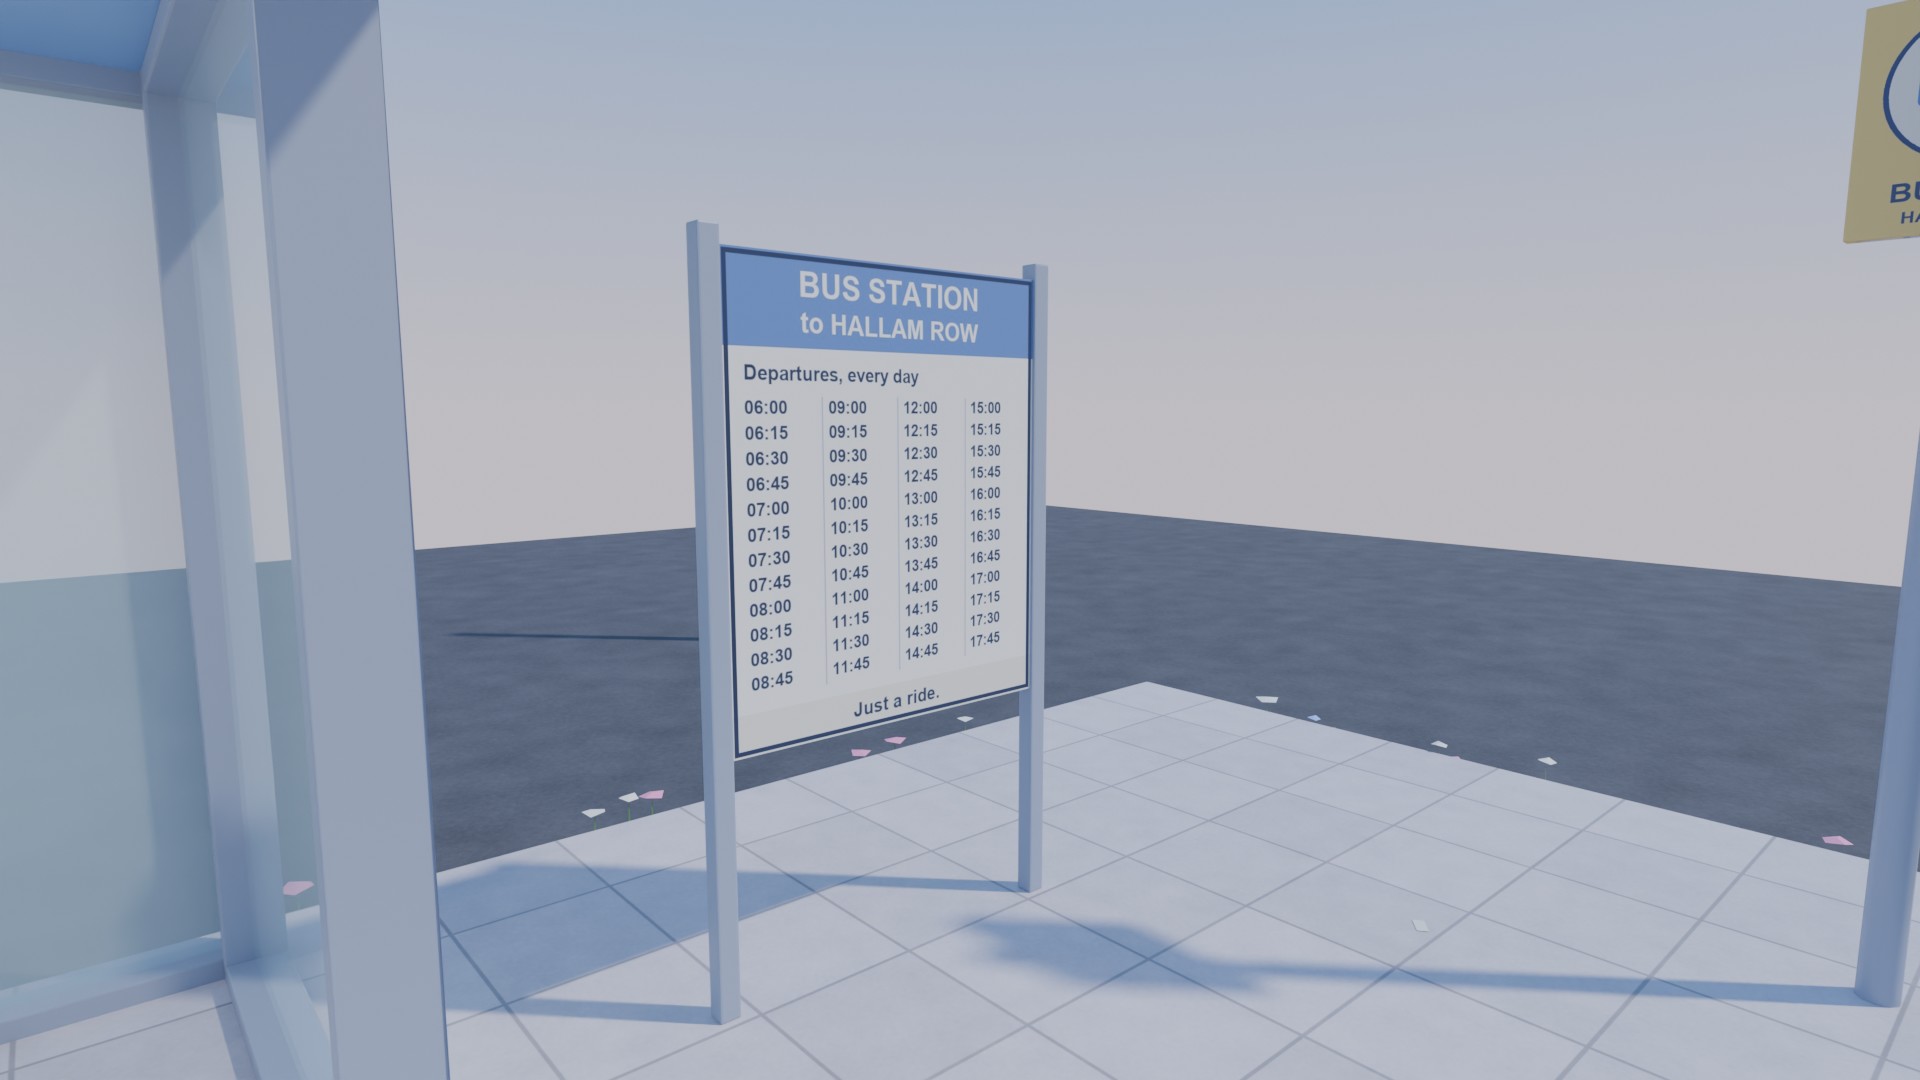 BUS STATION
to HALLAM ROW
Departures, every day
06:00 09:00 12:00 15:00
06:15 09:15 12:15 15:15
06:30 09:30 12:30 15:30
06:45 09:45 12:45 15:45
07:00 10:00 13:00 16:00
07:15 10:15 13:15 16:15
07:30 10:30 13:30 16:30
07:45 10:45 13:45 16:45
08:00 11:00 14:00 17:00
08:15 11:15 14:15 17:15
08:30 11:30 14:30 17:30
08:45 11:45 14:45 17:45
Just a ride.